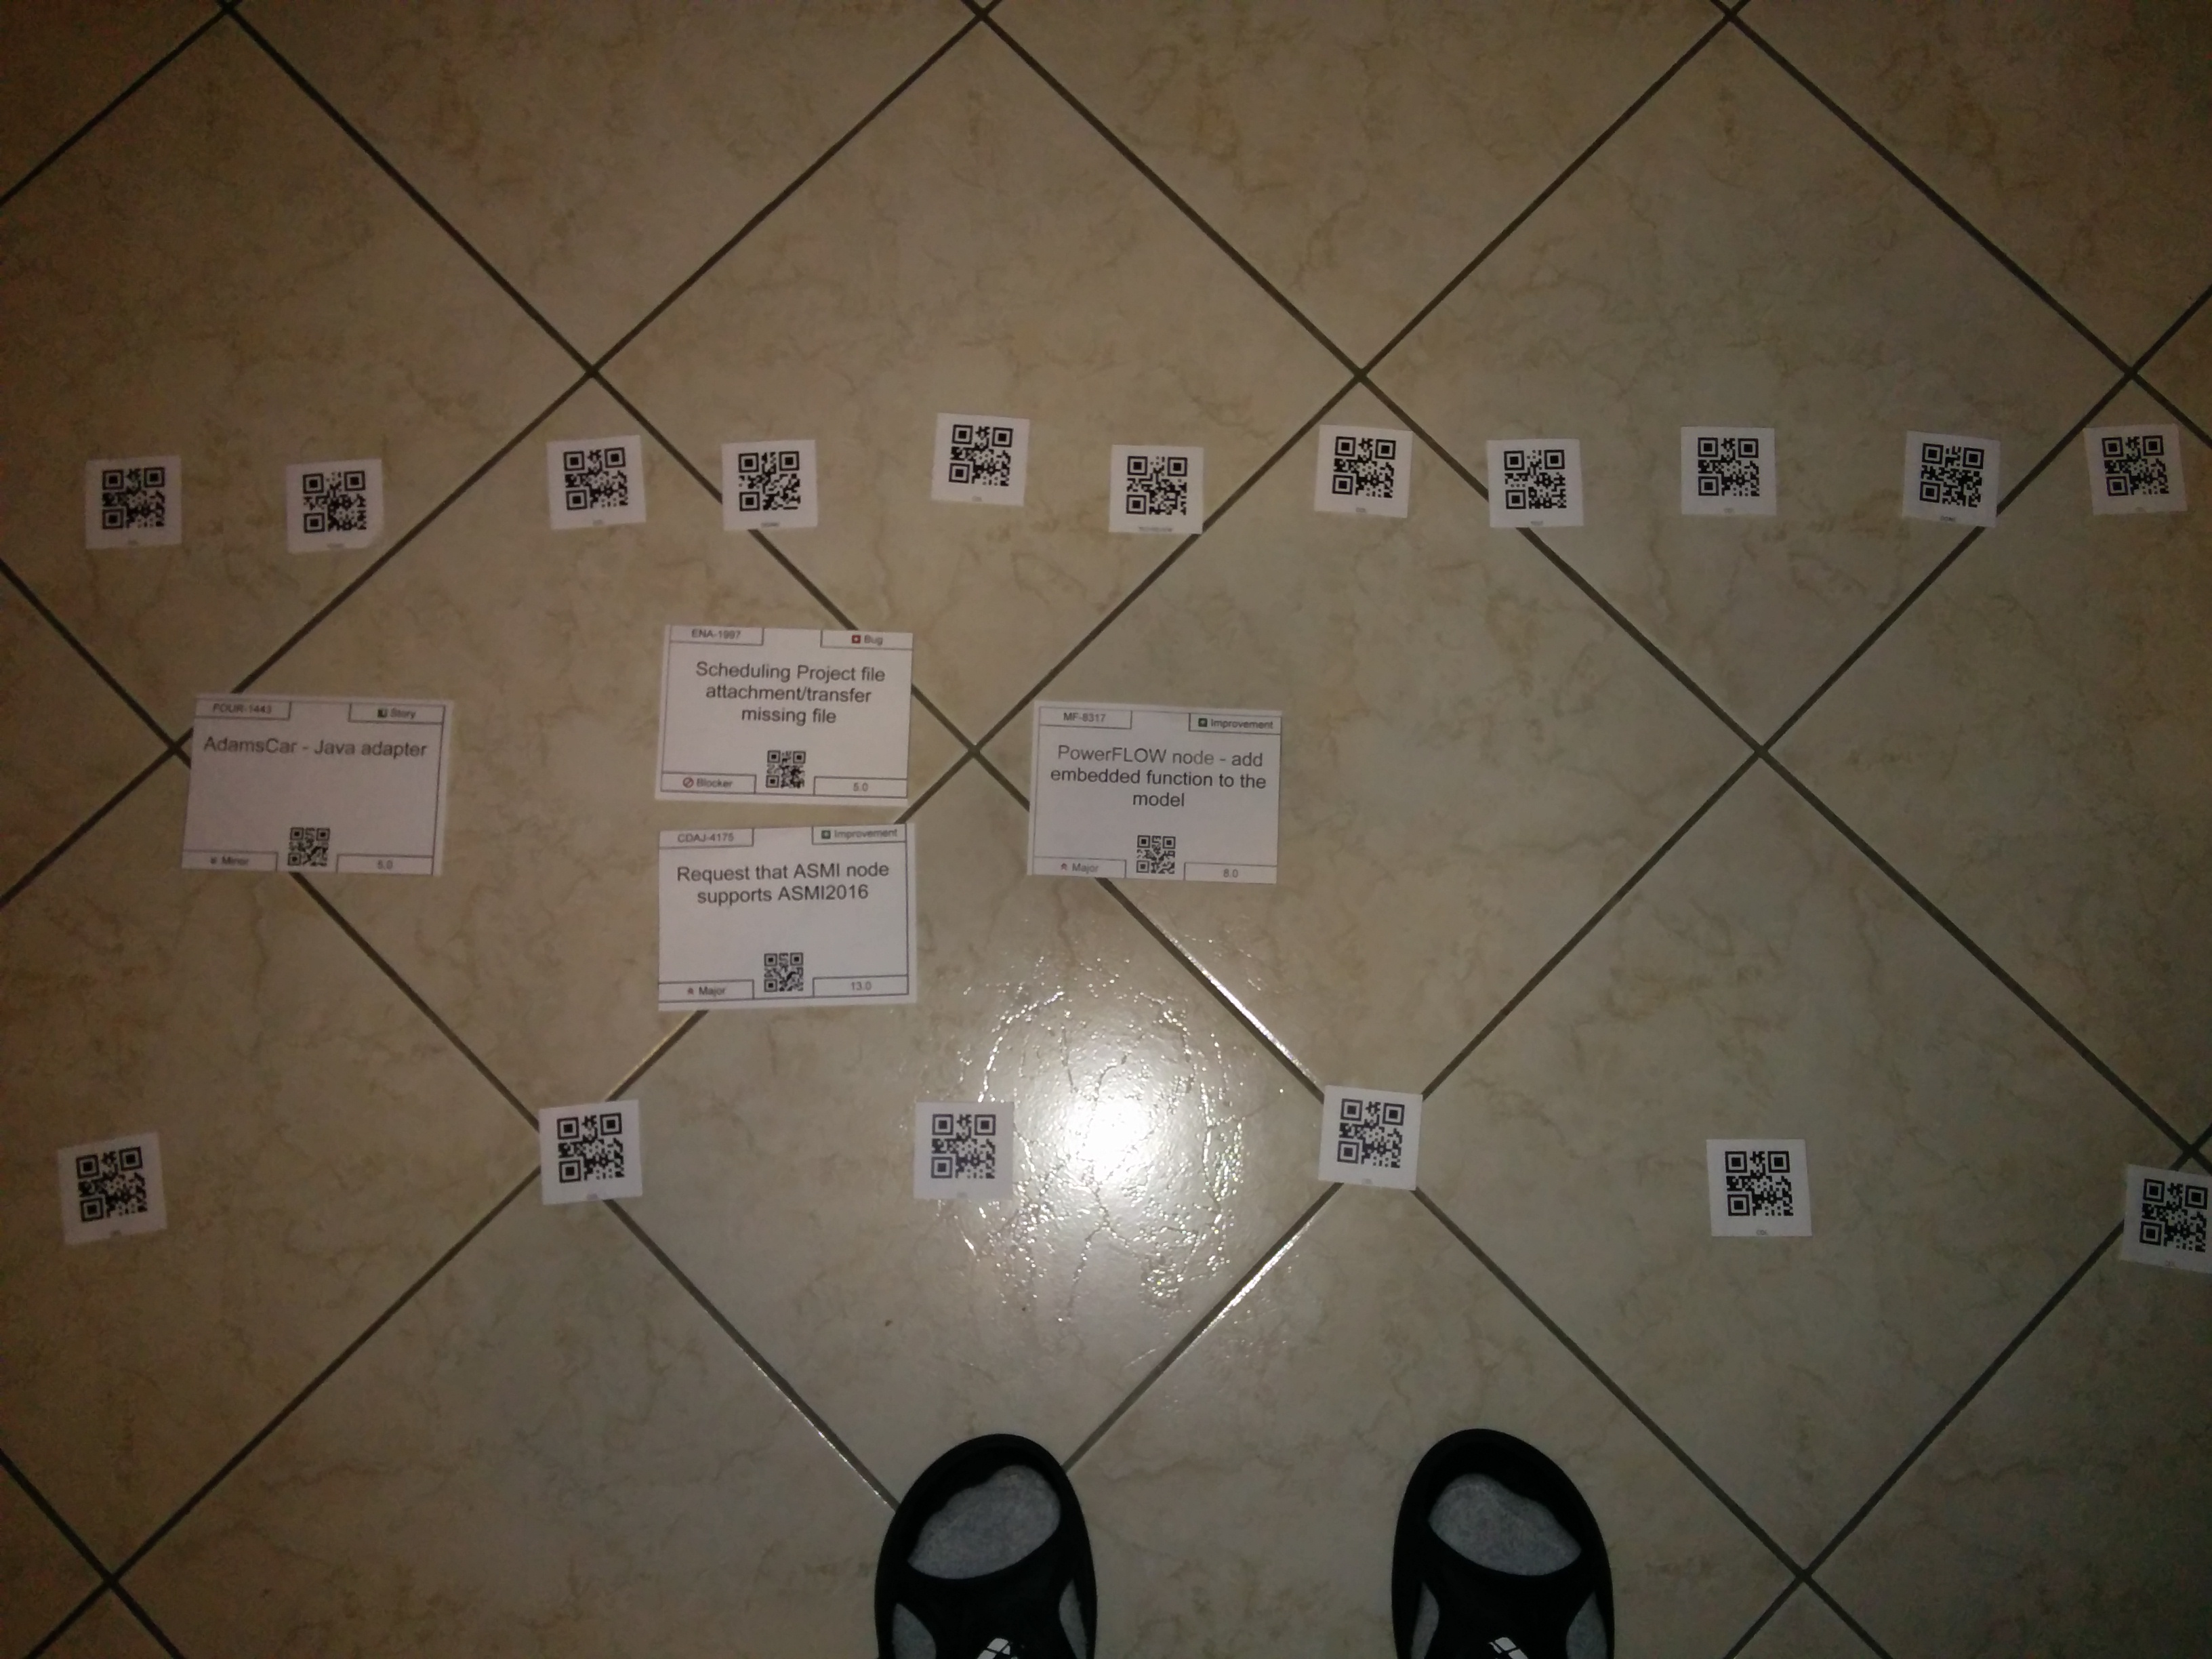 ENA-1997
Bug
Scheduling Project file
attachment/transfer
missing file
Blocker
5.0
FOUR-1443
Story
AdamsCar - Java adapter
Minor
5.0
MF-8317
Improvement
PowerFLOW node - add
embedded function to the
model
Major
8.0
CDAJ-4175
Improvement
Request that ASMI node
supports ASMI2016
Major
13.0